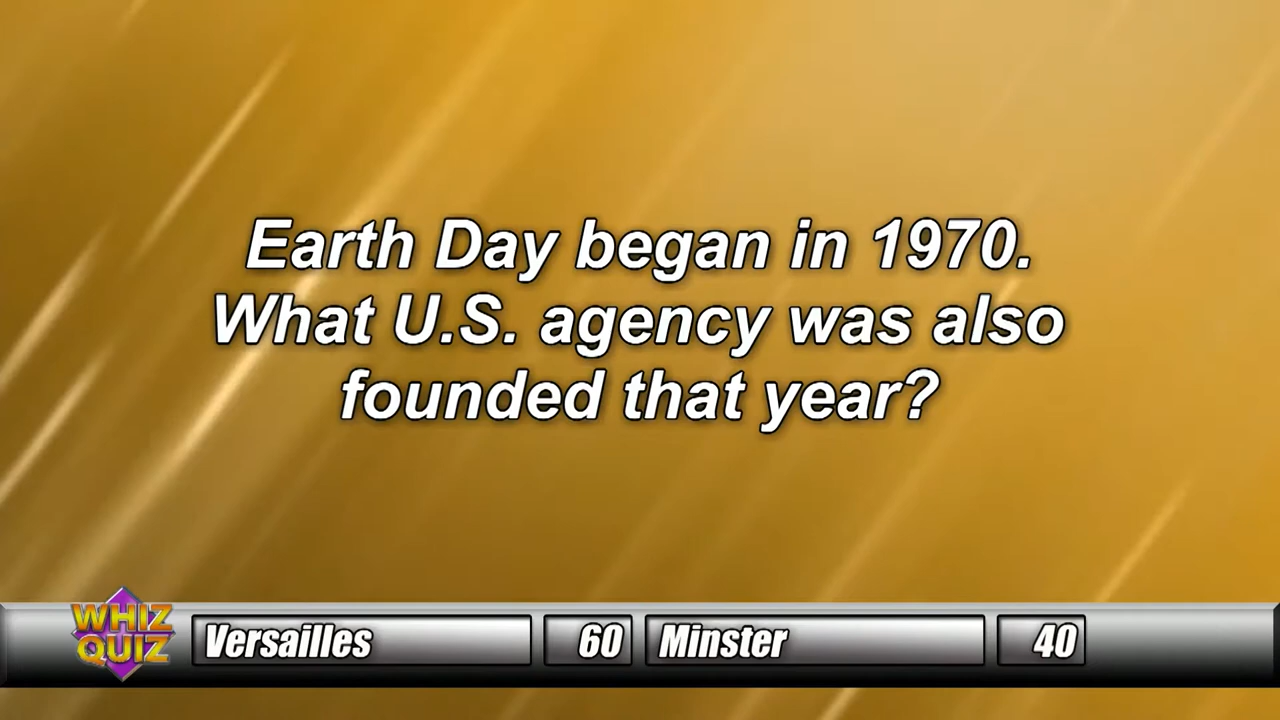 Earth Day began in 1970.
What U.S. agency was also
founded that year?
WHIZ
QUIZ
Versailles
60
Minster
40